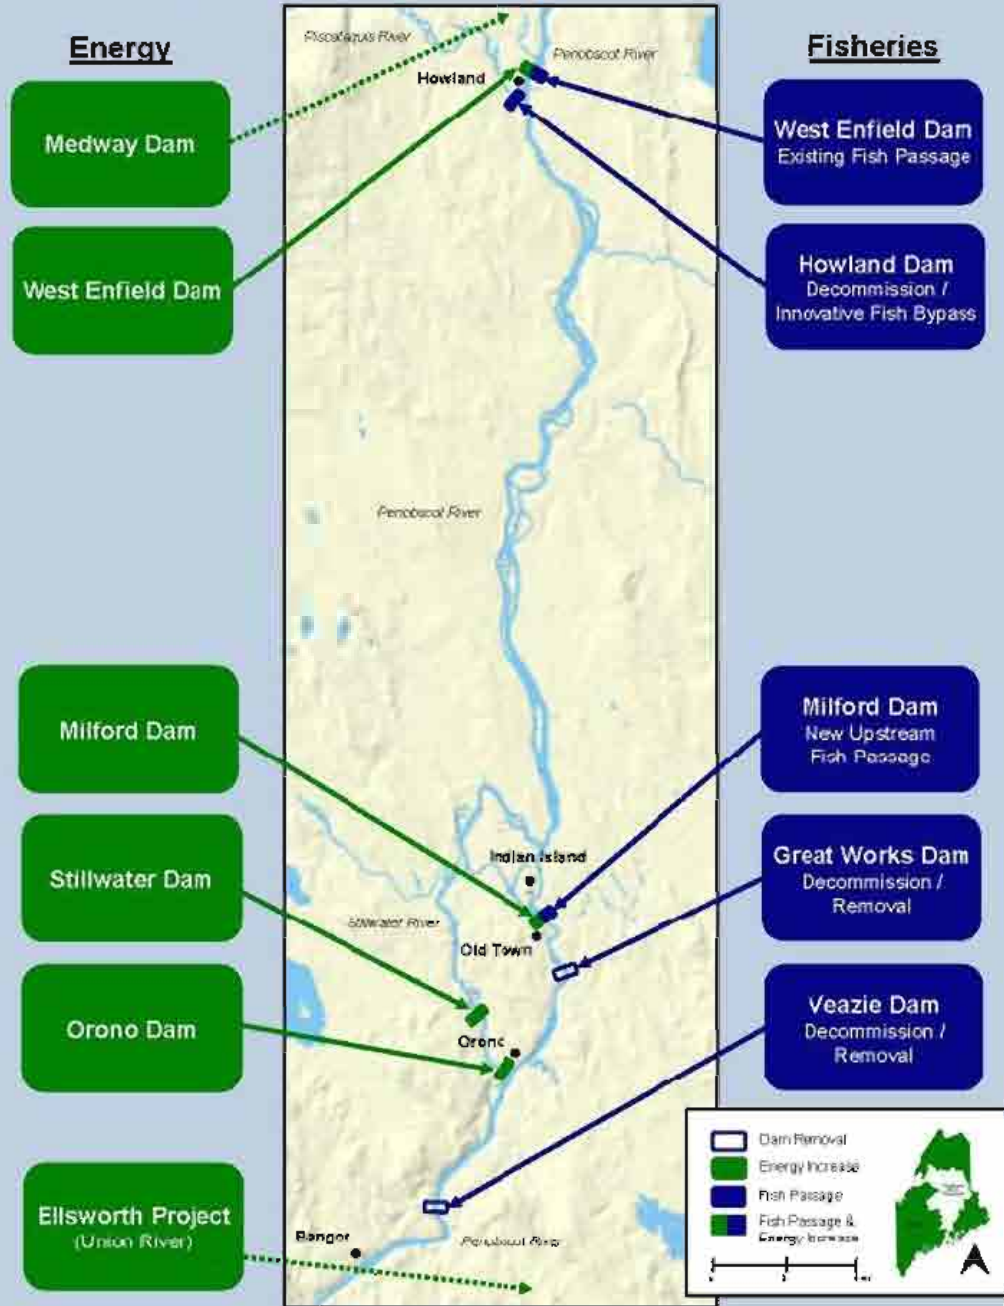 Energy
Fisheries
Medway Dam
West Enfield Dam
Piscataquis River
Penobscot River
Howland
West Enfield Dam
Existing Fish Passage
Howland Dam
Decommission /
Innovative Fish Bypass
Penobscot River
Milford Dam
Stillwater Dam
Orono Dam
Ellsworth Project
(Union River)
Indian Island
Stillwater River
Old Town
Orono
Bangor
Penobscot River
Milford Dam
New Upstream
Fish Passage
Great Works Dam
Decommission /
Removal
Veazie Dam
Decommission /
Removal
Dam Removal
Energy Increase
Fish Passage
Fish Passage &
Energy Increase